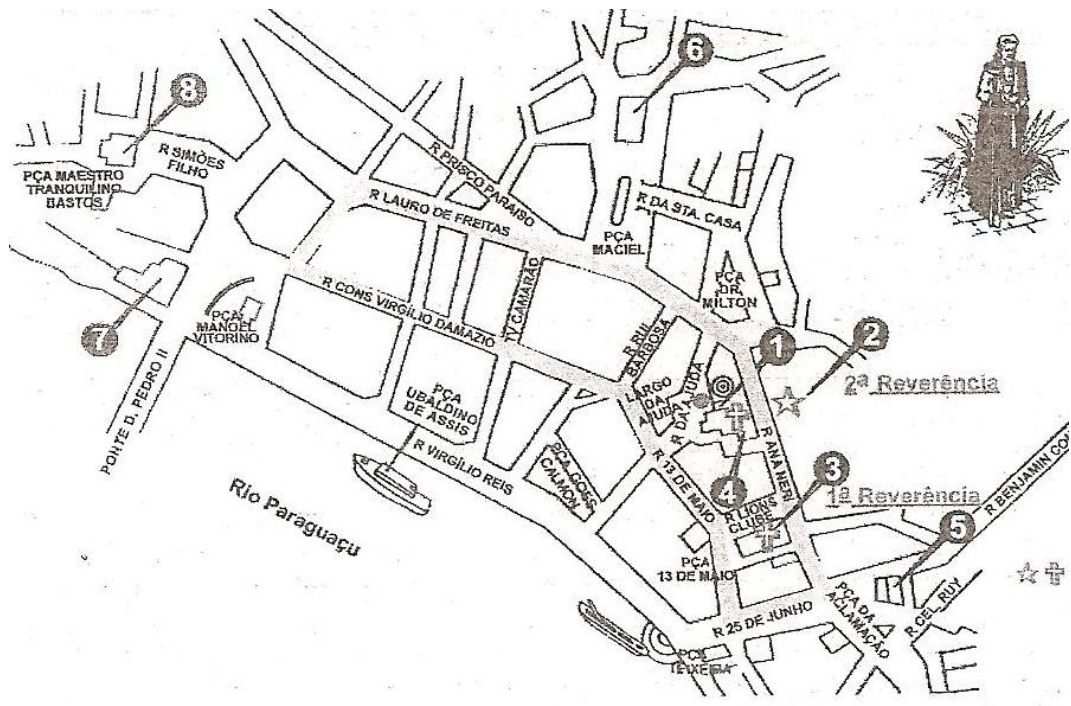 6
8
R SIMÕES
FILHO
PÇA MAESTRO
TRANQUILINO
BASTOS
R PRISCO PARAISO
R LAURO DE FREITAS
R DA STA. CASA
PÇA
MACIEL
PÇA
DR.
MILTON
R CONS VIRGÍLIO DAMAZIO
TV CAMARÃO
R RUI
BARBOSA
1
2
2ª Reverência
7
PÇA
MANOEL
VITORINO
PONTE D. PEDRO II
PÇA
UBALDINO
DE ASSIS
LARGO
DA
AJUDA
R DA AJUDA
R ANA NERI
R VIRGÍLIO REIS
PÇA GOES
CALMON
R 13 DE MAIO
4
3
1ª Reverência
R LIONS
CLUBE
R BENJAMIN CON
Rio Paraguaçu
5
PÇA
13 DE MAIO
R 25 DE JUNHO
PÇA DA
ACLAMAÇÃO
R CEL RUY
PÇA
TEIXEIRA